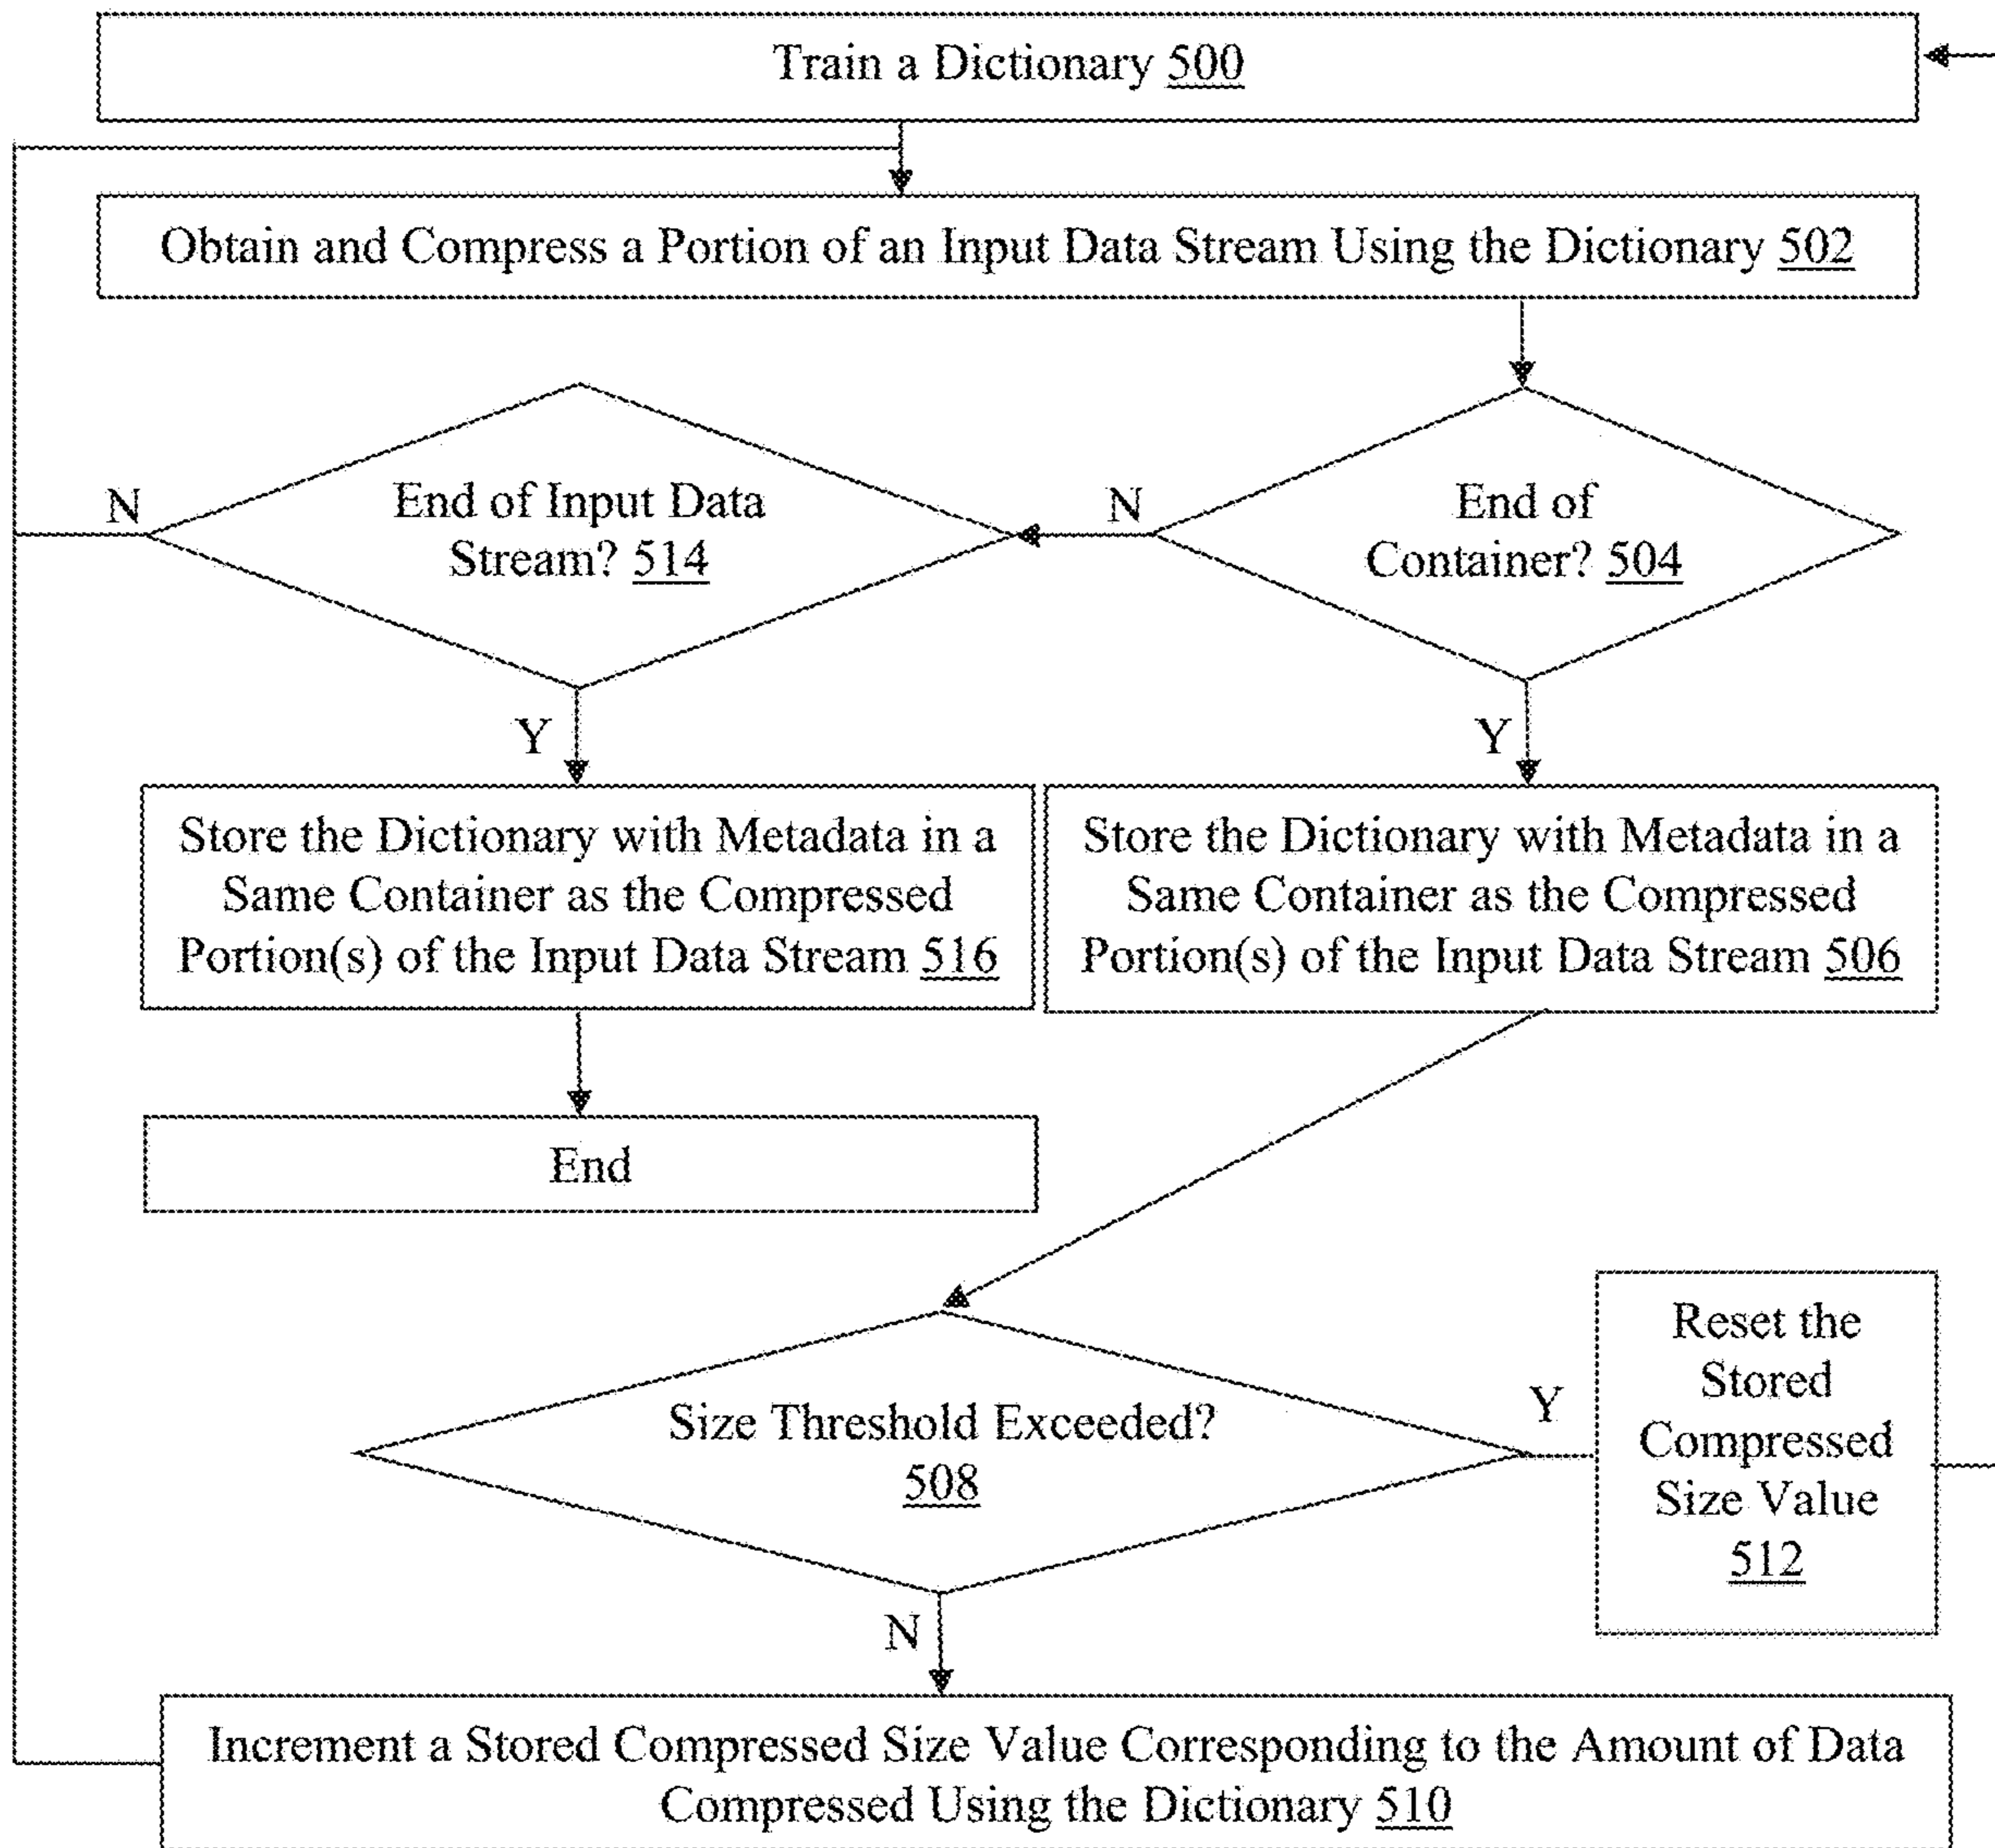 Train a Dictionary 500
Obtain and Compress a Portion of an Input Data Stream Using the Dictionary 502
End of Input Data
Stream? 514
N
N
End of
Container? 504
Y
Y
Store the Dictionary with Metadata in a
Same Container as the Compressed
Portion(s) of the Input Data Stream 516
Store the Dictionary with Metadata in a
Same Container as the Compressed
Portion(s) of the Input Data Stream 506
End
Size Threshold Exceeded?
508
Y
Reset the
Stored
Compressed
Size Value
512
N
Increment a Stored Compressed Size Value Corresponding to the Amount of Data
Compressed Using the Dictionary 510